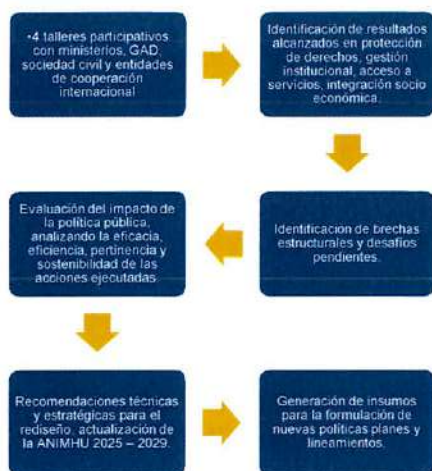 •4 talleres participativos
con ministerios, GAD,
sociedad civil y entidades
de cooperación
internacional
Identificación de resultados
alcanzados en protección
de derechos, gestión
institucional, acceso a
servicios, integración socio
económica.
Identificación de brechas
estructurales y desafíos
pendientes.
Evaluación del impacto de
la política pública,
analizando la eficacia,
eficiencia, pertinencia y
sostenibilidad de las
acciones ejecutadas.
Recomendaciones técnicas
y estratégicas para el
rediseño, actualización de
la ANIMHU 2025 – 2029.
Generación de insumos
para la formulación de
nuevas políticas planes y
lineamientos.